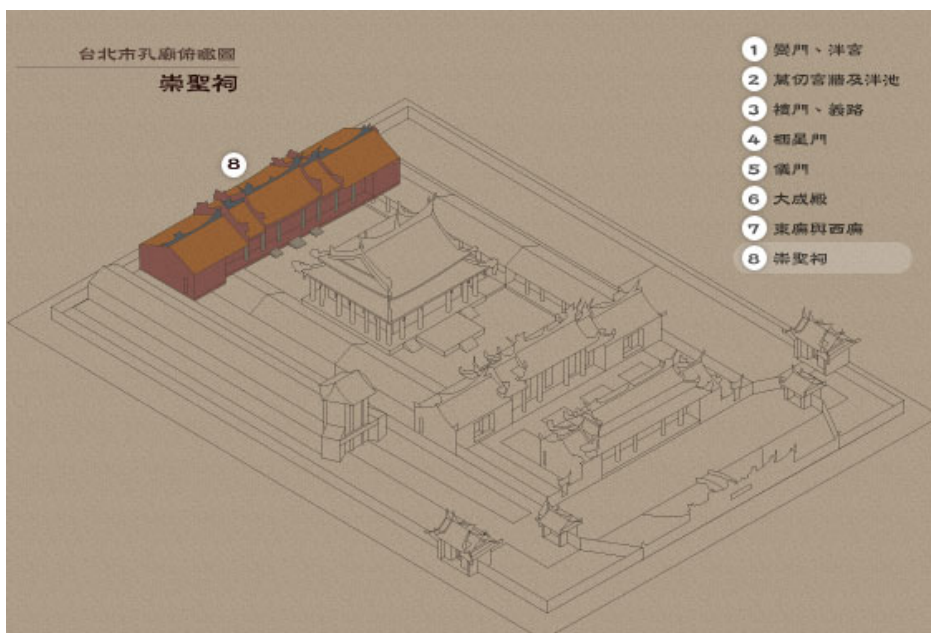 台北市孔廟俯瞰圖
崇聖祠
8
1 黌門、泮宮
2 萬仞宮牆及泮池
3 禮門、義路
4 櫺星門
5 儀門
6 大成殿
7 東廡與西廡
8 崇聖祠